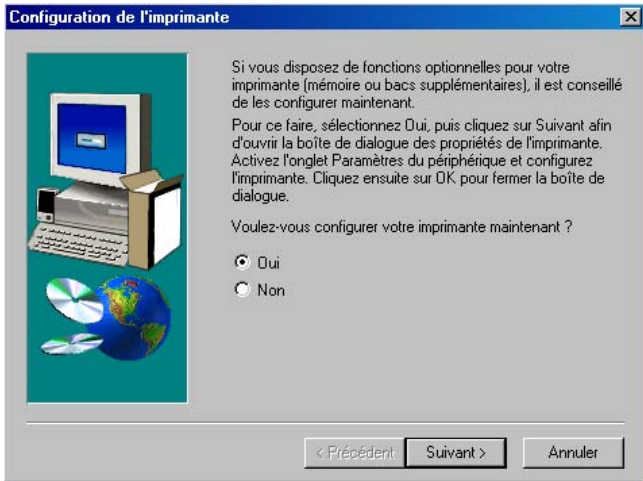 Configuration de l'imprimante
Si vous disposez de fonctions optionnelles pour votre
imprimante (mémoire ou bacs supplémentaires), il est conseillé
de les configurer maintenant.
Pour ce faire, sélectionnez Oui, puis cliquez sur Suivant afin
d'ouvrir la boîte de dialogue des propriétés de l'imprimante.
Activez l'onglet Paramètres du périphérique et configurez
l'imprimante. Cliquez ensuite sur OK pour fermer la boîte de
dialogue.
Voulez-vous configurer votre imprimante maintenant ?
Oui
Non
< Précédent
Suivant >
Annuler